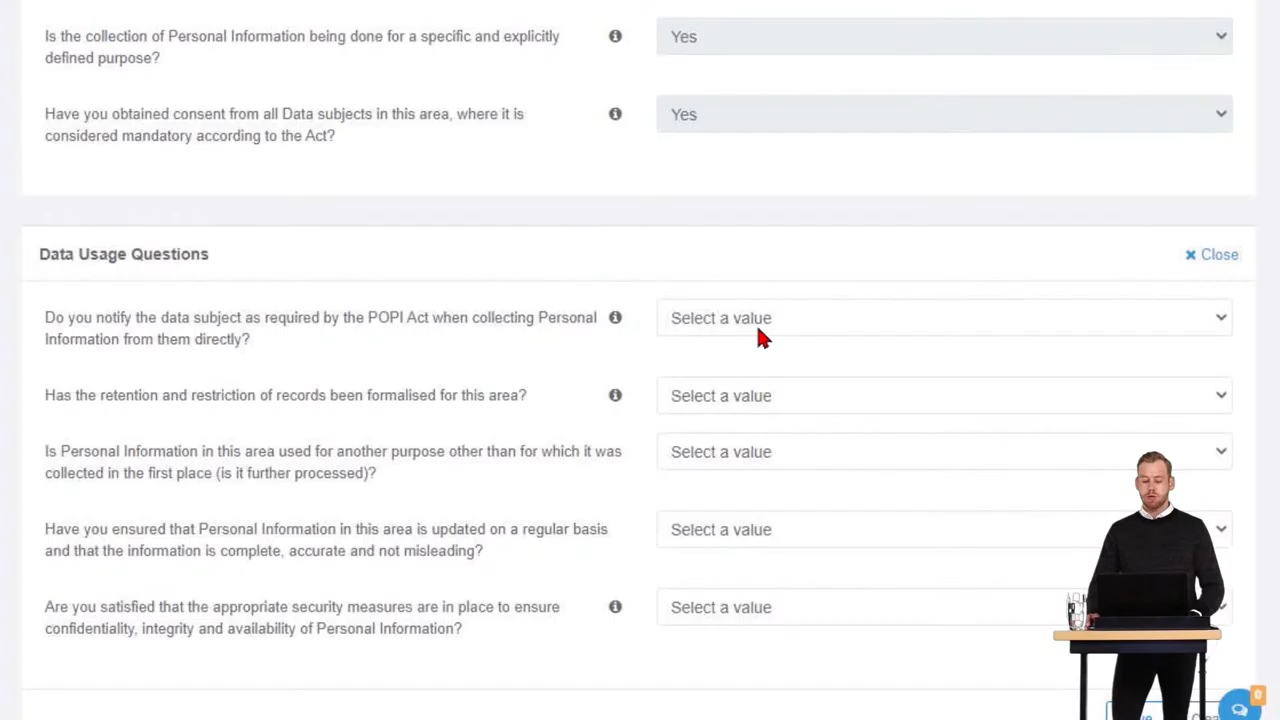 Is the collection of Personal Information being done for a specific and explicitly
defined purpose?
Yes
Have you obtained consent from all Data subjects in this area, where it is
considered mandatory according to the Act?
Yes
Data Usage Questions
Close
Do you notify the data subject as required by the POPI Act when collecting Personal
Information from them directly?
Select a value
Has the retention and restriction of records been formalised for this area?
Select a value
Is Personal Information in this area used for another purpose other than for which it was
collected in the first place (is it further processed)?
Select a value
Have you ensured that Personal Information in this area is updated on a regular basis
and that the information is complete, accurate and not misleading?
Select a value
Are you satisfied that the appropriate security measures are in place to ensure
confidentiality, integrity and availability of Personal Information?
Select a value
0